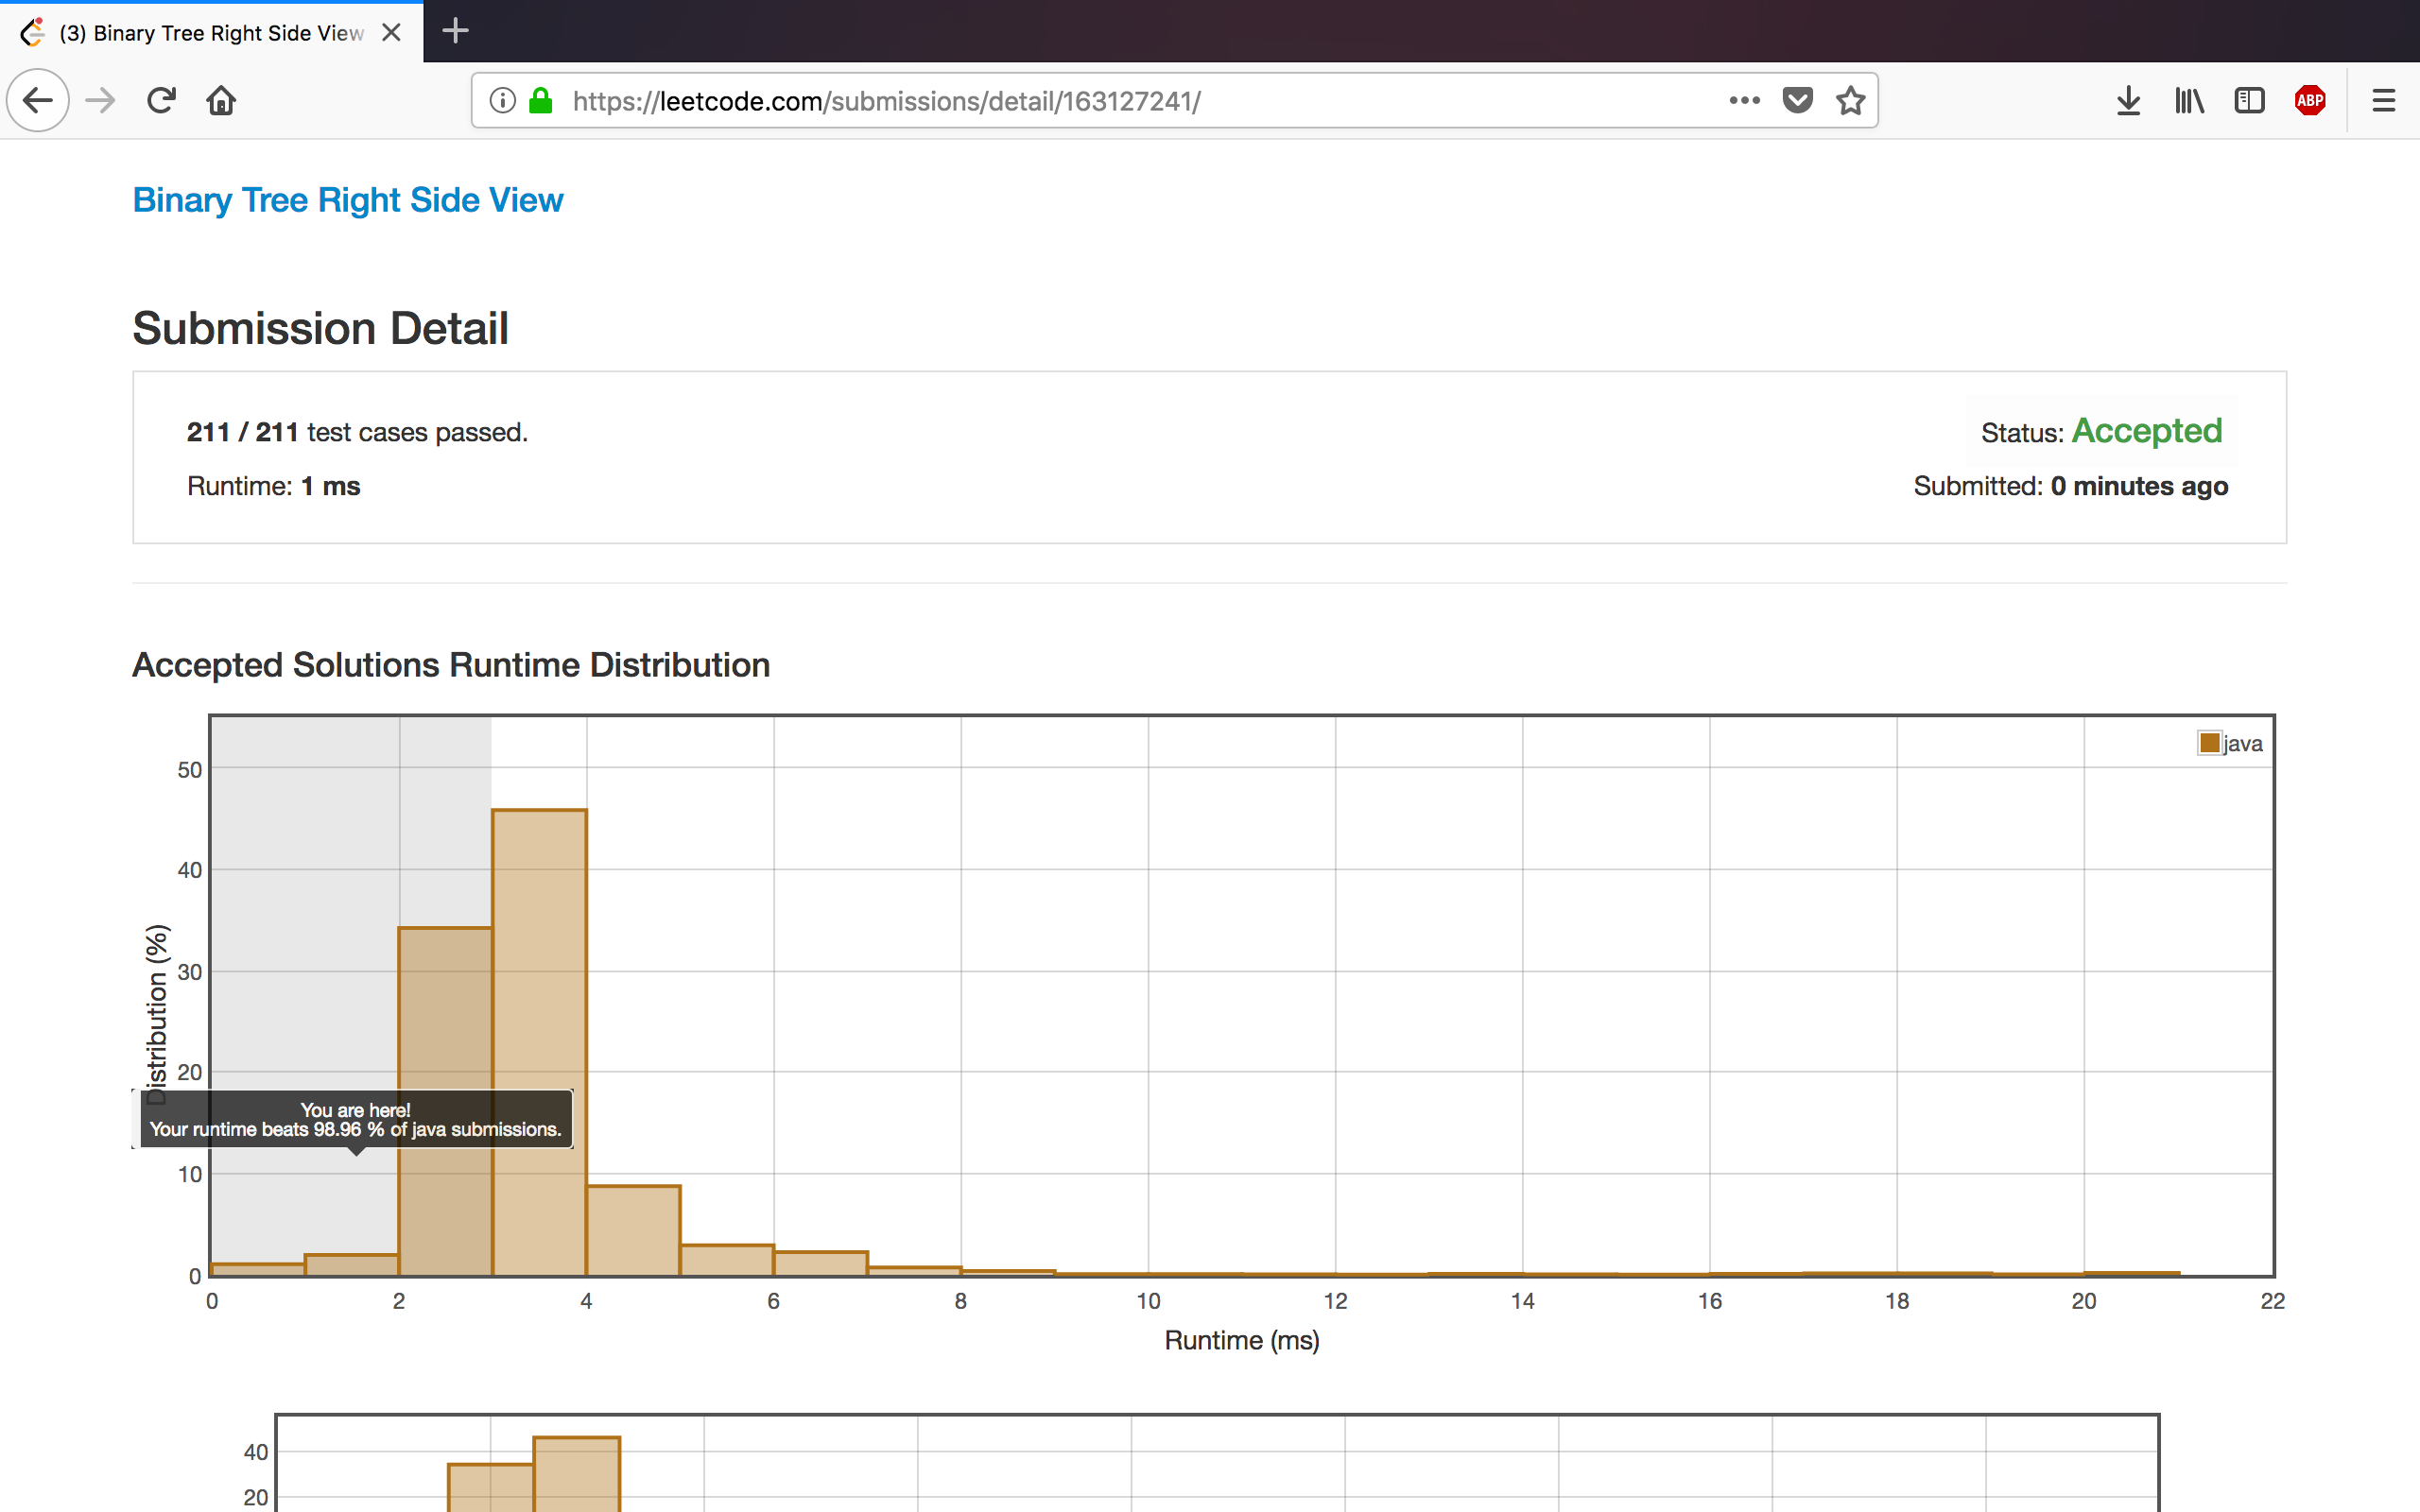 (3) Binary Tree Right Side View
https://leetcode.com/submissions/detail/163127241/
ABP
Binary Tree Right Side View
Submission Detail
211 / 211 test cases passed.
Status: Accepted
Runtime: 1 ms
Submitted: 0 minutes ago
Accepted Solutions Runtime Distribution
java
50
40
30
20
10
0
Distribution (%)
You are here!
Your runtime beats 98.96 % of java submissions.
0 2 4 6 8 10 12 14 16 18 20 22
Runtime (ms)
40
20